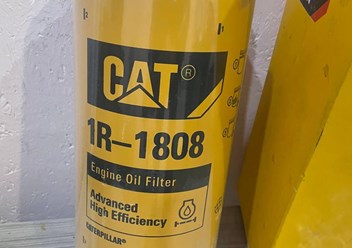 CAT®
1R-1808
Engine Oil Filter
Advanced
High Efficiency
CATERPILLAR®